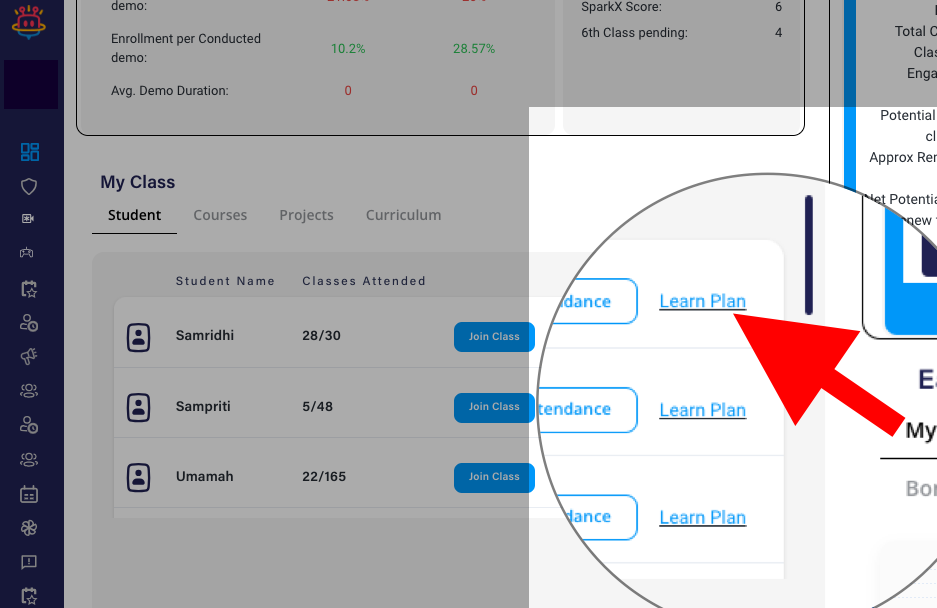 demo:
SparkX Score: 6
Enrollment per Conducted
demo:
10.2% 28.57%
6th Class pending: 4
Avg. Demo Duration: 0 0
Total C
Clas
Enga
Potential
cl
Approx Ren
Net Potentia
new
My Class
Student Courses Projects Curriculum
Student Name Classes Attended
Samridhi 28/30 Join Class
dance Learn Plan
Sampriti 5/48 Join Class
tendance Learn Plan
Umamah 22/165 Join Class
dance Learn Plan
Ea
My
Bor